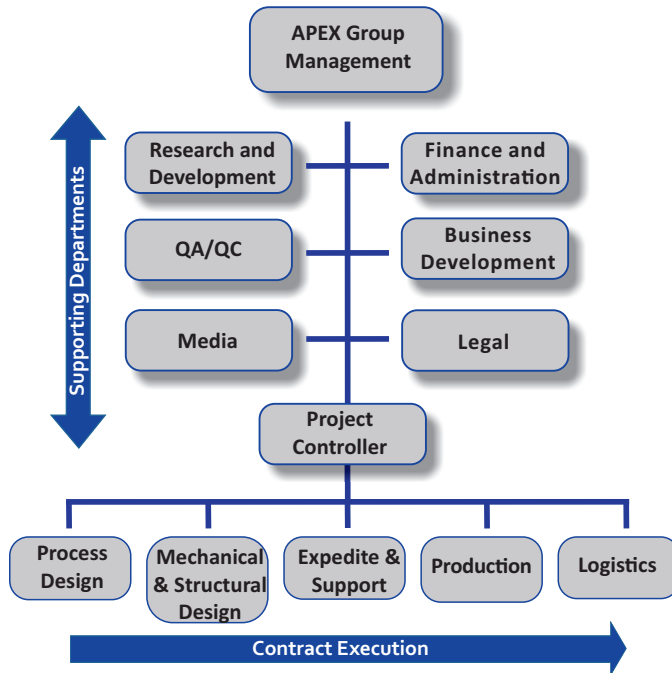 APEX Group
Management
Supporting Departments
Research and
Development
Finance and
Administration
QA/QC
Business
Development
Media
Legal
Project
Controller
Process
Design
Mechanical
& Structural
Design
Expedite &
Support
Production
Logistics
Contract Execution